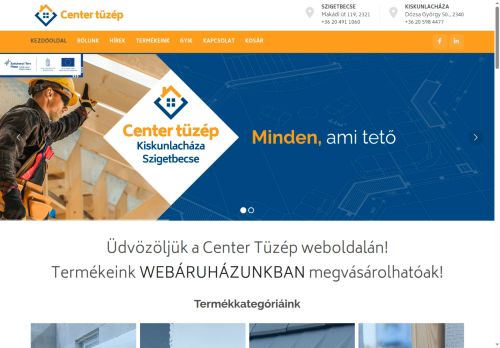 Center tüzép
SZIGETBECSE
Makádi út 119, 2321
+36 20 491 1060
KISKUNLACHÁZA
Dózsa György 50., 2340
+36 20 598 4477
KEZDŐOLDAL RÓLUNK HÍREK TERMÉKEINK GYIK KAPCSOLAT KOSÁR
Center tüzép
Kiskunlacháza
Szigetbecse
Minden, ami tető
Üdvözöljük a Center Tüzép weboldalán!
Termékeink WEBÁRUHÁZUNKBAN megvásárolhatóak!
Termékkategóriáink